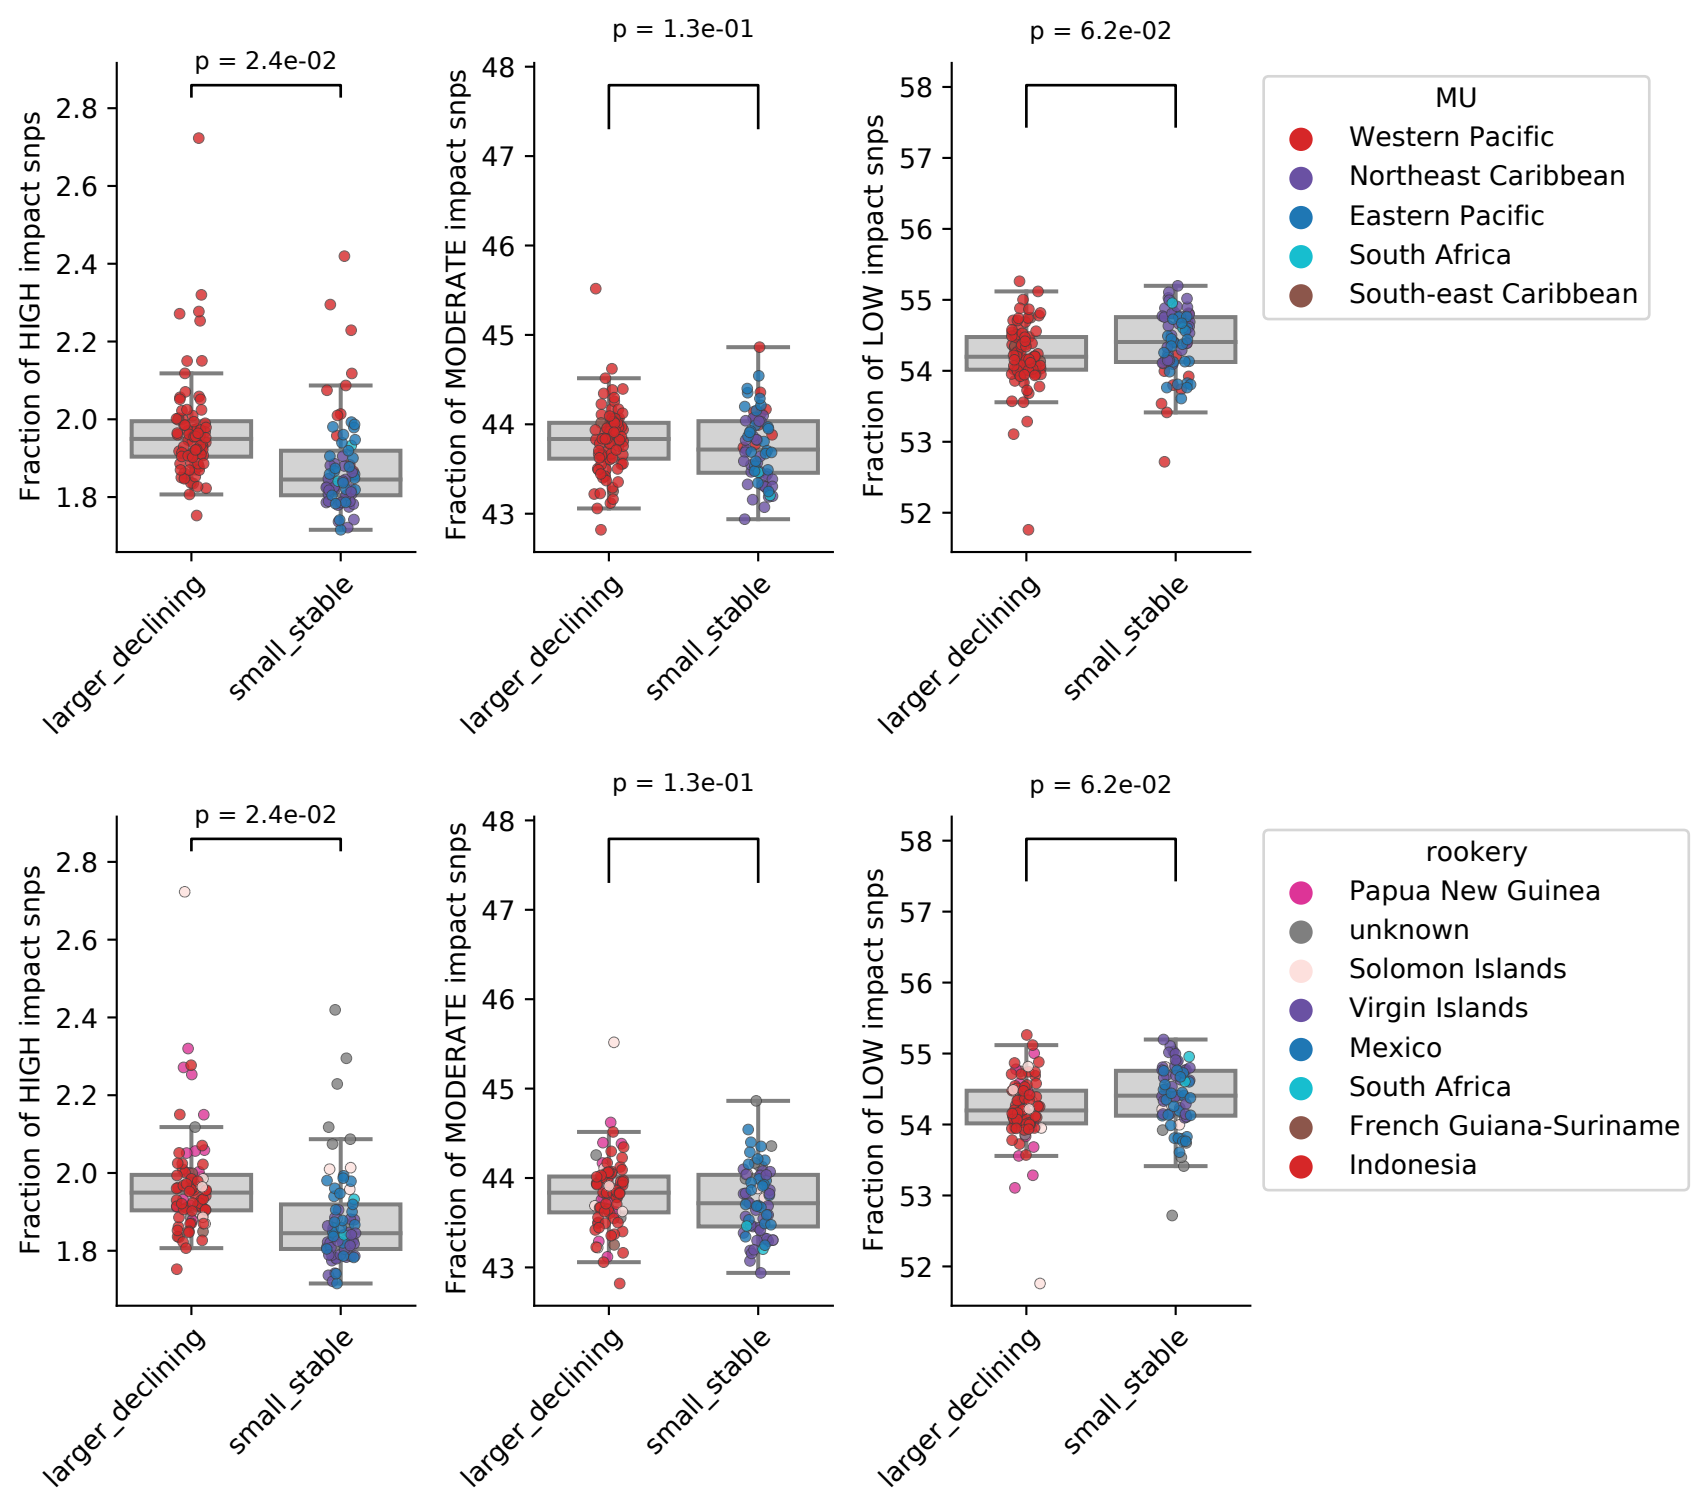 p = 2.4e-02
Fraction of HIGH impact snps
2.8
2.6
2.4
2.2
2.0
1.8
larger_declining
small_stable
p = 1.3e-01
Fraction of MODERATE impact snps
48
47
46
45
44
43
larger_declining
small_stable
p = 6.2e-02
Fraction of LOW impact snps
58
57
56
55
54
53
52
larger_declining
small_stable
MU
Western Pacific
Northeast Caribbean
Eastern Pacific
South Africa
South-east Caribbean
p = 2.4e-02
Fraction of HIGH impact snps
2.8
2.6
2.4
2.2
2.0
1.8
larger_declining
small_stable
p = 1.3e-01
Fraction of MODERATE impact snps
48
47
46
45
44
43
larger_declining
small_stable
p = 6.2e-02
Fraction of LOW impact snps
58
57
56
55
54
53
52
larger_declining
small_stable
rookery
Papua New Guinea
unknown
Solomon Islands
Virgin Islands
Mexico
South Africa
French Guiana-Suriname
Indonesia